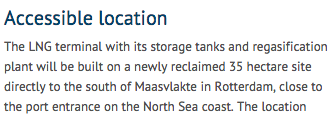 Accessible location
The LNG terminal with its storage tanks and regasification
plant will be built on a newly reclaimed 35 hectare site
directly to the south of Maasvlakte in Rotterdam, close to
the port entrance on the North Sea coast. The location